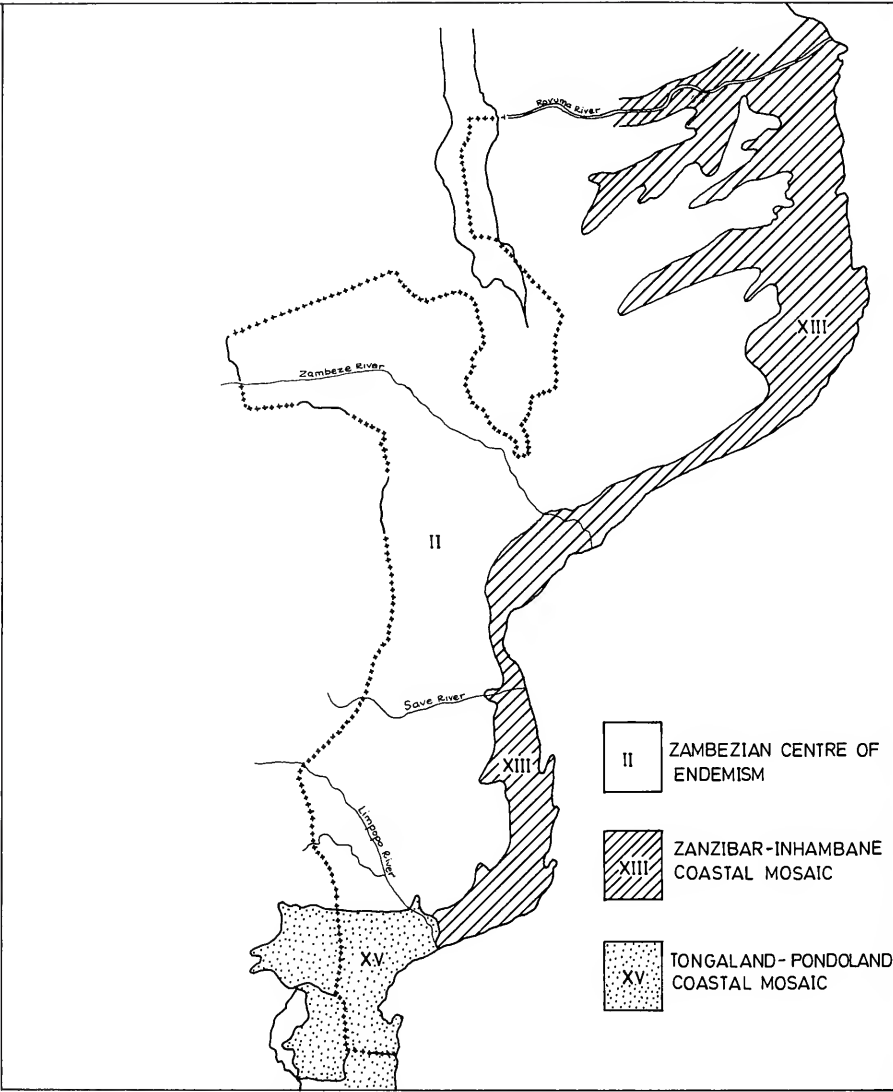 Rovuma River
XIII
Zambeze River
II
Save River
XIII
Limpopo River
XV
II ZAMBEZIAN CENTRE OF
ENDEMISM
XIII ZANZIBAR-INHAMBANE
COASTAL MOSAIC
XV TONGALAND-PONDOLAND
COASTAL MOSAIC